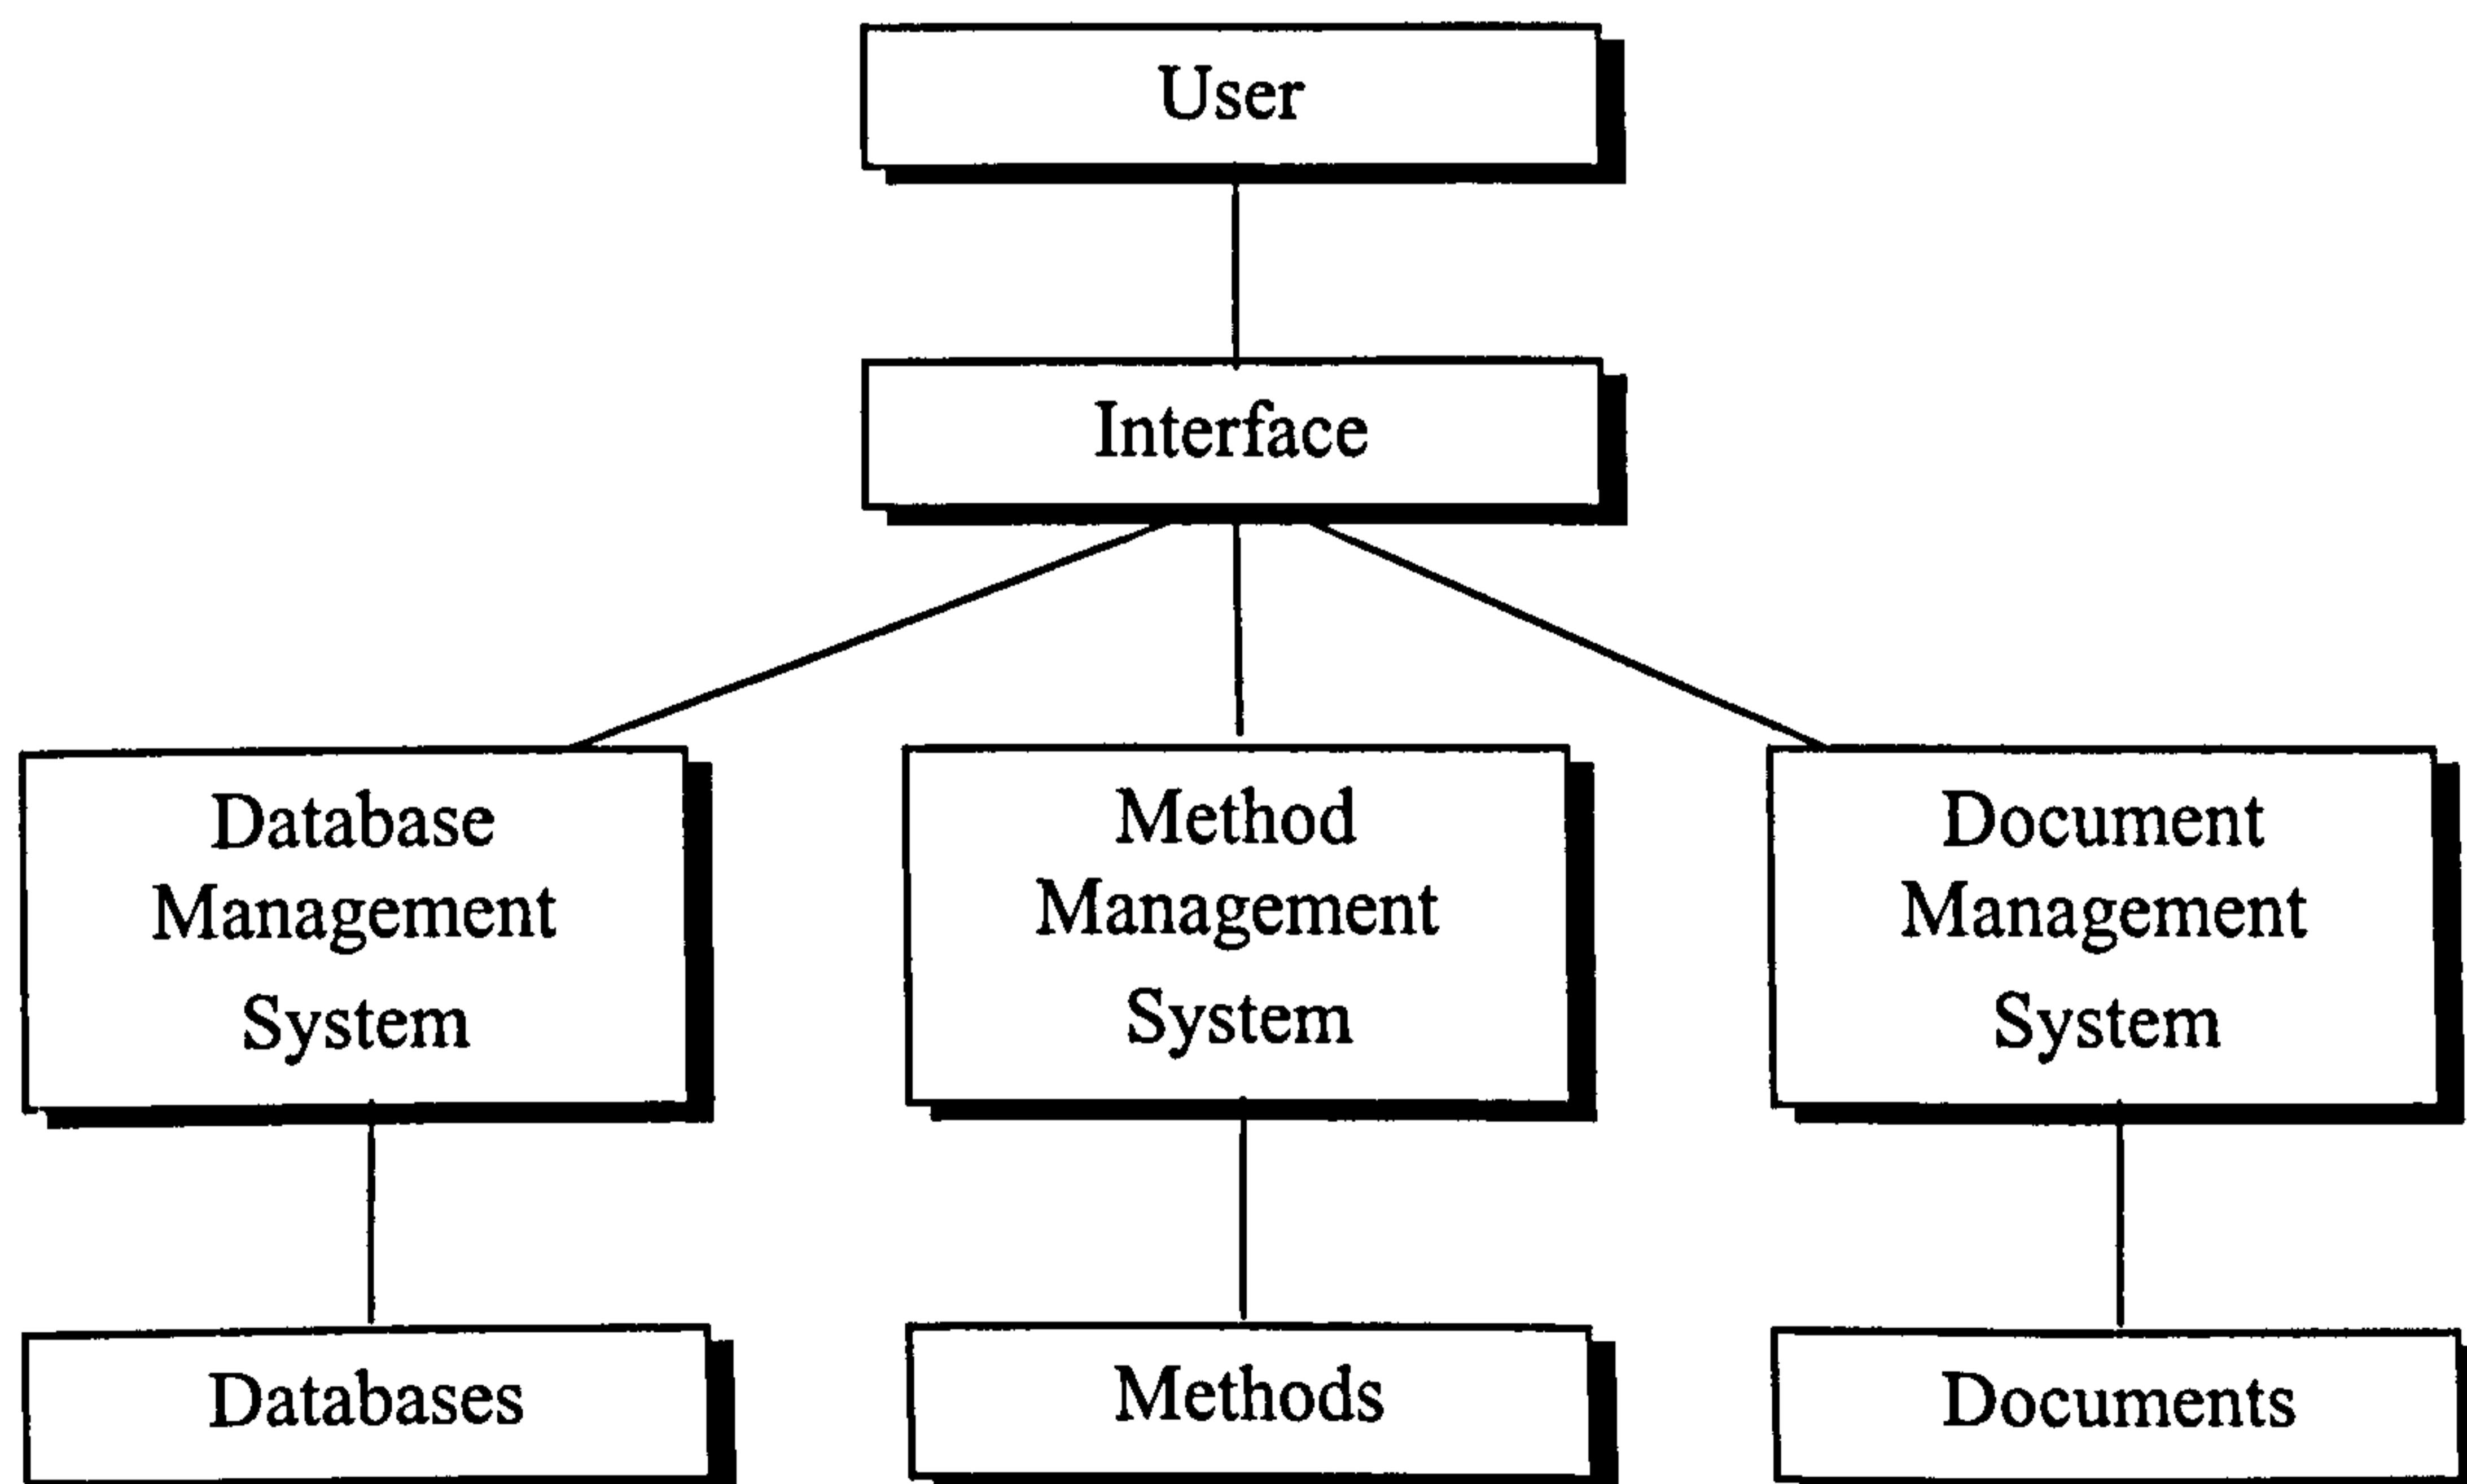 User
Interface
Database
Management
System
Method
Management
System
Document
Management
System
Databases
Methods
Documents